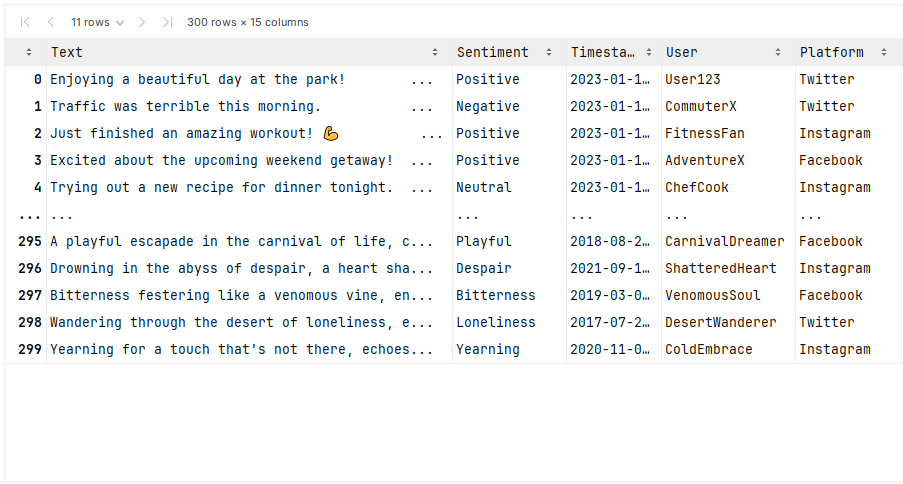 11 rows 300 rows × 15 columns
Text Sentiment Timesta… User Platform
0 Enjoying a beautiful day at the park! ... Positive 2023-01-1… User123 Twitter
1 Traffic was terrible this morning. ... Negative 2023-01-1… CommuterX Twitter
2 Just finished an amazing workout! 💪 ... Positive 2023-01-1… FitnessFan Instagram
3 Excited about the upcoming weekend getaway! ... Positive 2023-01-1… AdventureX Facebook
4 Trying out a new recipe for dinner tonight. ... Neutral 2023-01-1… ChefCook Instagram
... ... ... ... ... ...
295 A playful escapade in the carnival of life, c... Playful 2018-08-2… CarnivalDreamer Facebook
296 Drowning in the abyss of despair, a heart sha... Despair 2021-09-1… ShatteredHeart Instagram
297 Bitterness festering like a venomous vine, en... Bitterness 2019-03-0… VenomousSoul Facebook
298 Wandering through the desert of loneliness, e... Loneliness 2017-07-2… DesertWanderer Twitter
299 Yearning for a touch that's not there, echoes... Yearning 2020-11-0… ColdEmbrace Instagram